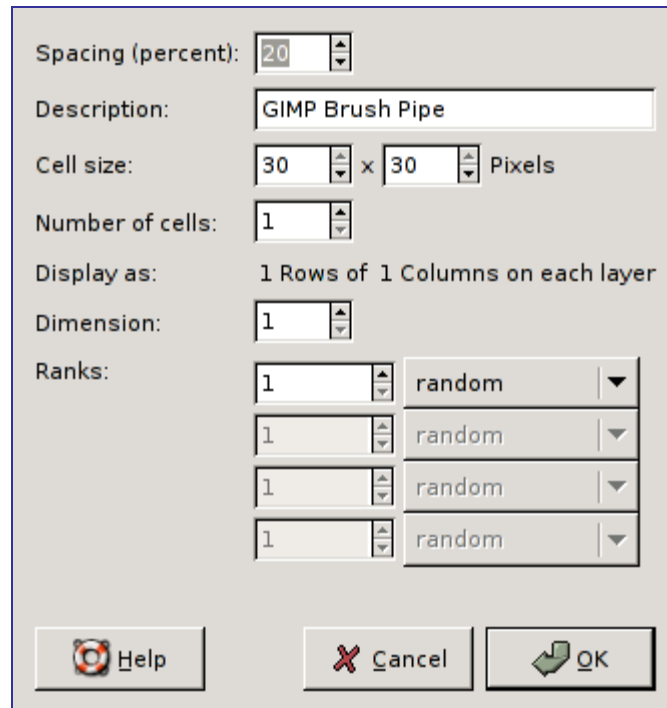 Spacing (percent): 20
Description: GIMP Brush Pipe
Cell size: 30 x 30 Pixels
Number of cells: 1
Display as: 1 Rows of 1 Columns on each layer
Dimension: 1
Ranks: 1 random
1 random
1 random
1 random
Help Cancel OK